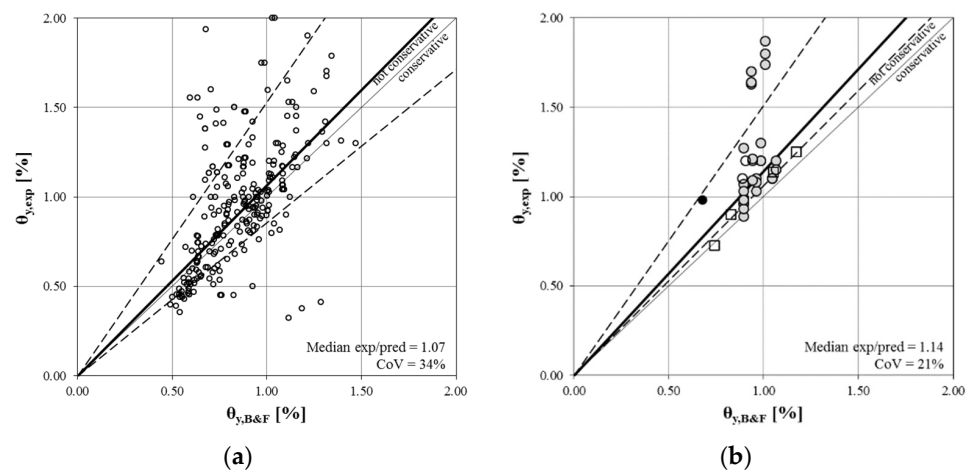 2.00
1.50
1.00
0.50
0.00
θy,exp [%]
not conservative
conservative
Median exp/pred = 1.07
CoV = 34%
0.00 0.50 1.00 1.50 2.00
θy,B&F [%]
(a)
2.00
1.50
1.00
0.50
0.00
θy,exp [%]
not conservative
conservative
Median exp/pred = 1.14
CoV = 21%
0.00 0.50 1.00 1.50 2.00
θy,B&F [%]
(b)